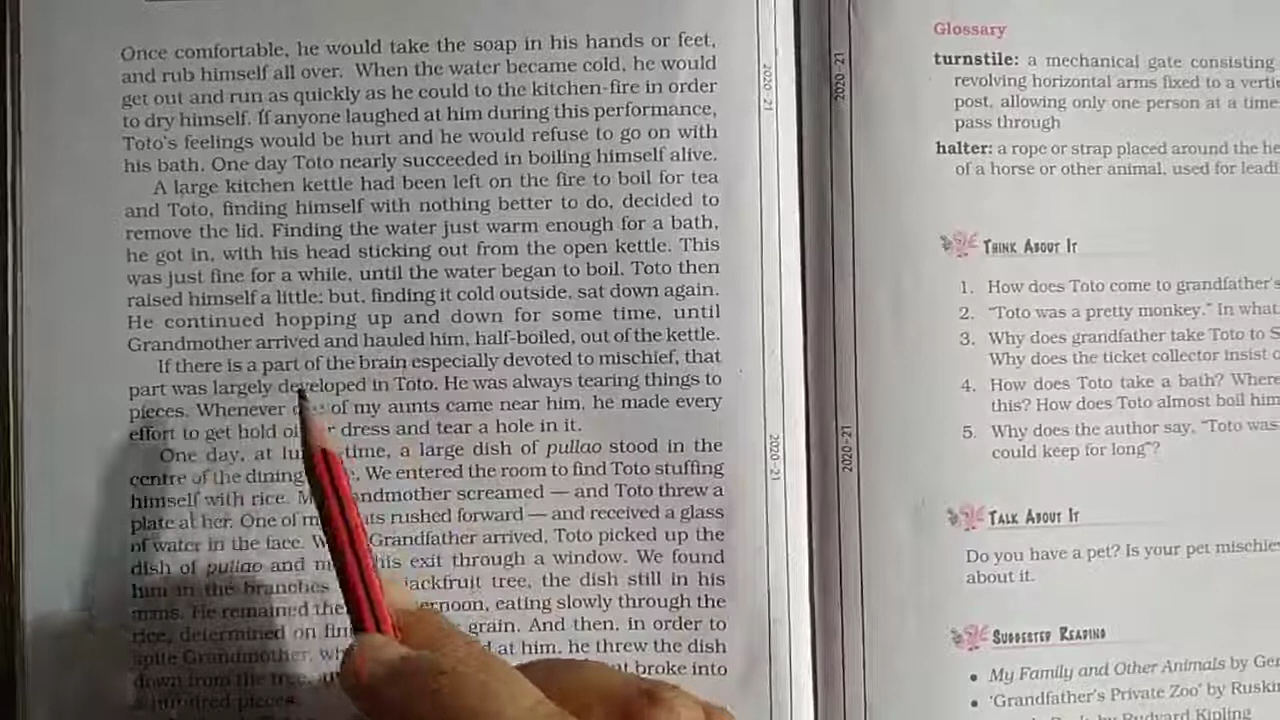 Once comfortable, he would take the soap in his hands or feet,
and rub himself all over. When the water became cold, he would
get out and run as quickly as he could to the kitchen-fire in order
to dry himself. If anyone laughed at him during this performance,
Toto's feelings would be hurt and he would refuse to go on with
his bath. One day Toto nearly succeeded in boiling himself alive.
A large kitchen kettle had been left on the fire to boil for tea
and Toto, finding himself with nothing better to do, decided to
remove the lid. Finding the water just warm enough for a bath,
he got in, with his head sticking out from the open kettle. This
was just fine for a while, until the water began to boil. Toto then
raised himself a little; but, finding it cold outside, sat down again.
He continued hopping up and down for some time, until
Grandmother arrived and hauled him, half-boiled, out of the kettle.
If there is a part of the brain especially devoted to mischief, that
part was largely developed in Toto. He was always tearing things to
pieces. Whenever of my aunts came near him, he made every
effort to get hold dress and tear a hole in it.
One day, at time, a large dish of pullao stood in the
centre of the dining We entered the room to find Toto stuffing
himself with rice. screamed — and Toto threw a
plate at her. One of rushed forward — and received a glass
of water in the face. Grandfather arrived, Toto picked up the
dish of pullao and his exit through a window. We found
him in the branches jackfruit tree, the dish still in his
arms. He remained eating slowly through the
rice, determined on grain. And then, in order to
spite Grandmother, at him, he threw the dish
down from the tree, broke into
a hundred pieces.
2020-21
2020-21
2020-21
2020-21
Glossary
turnstile: a mechanical gate consisting
revolving horizontal arms fixed to a
post, allowing only one person at a time
pass through
halter: a rope or strap placed around the
of a horse or other animal, used for
Think About It
1. How does Toto come to grandfather's
2. "Toto was a pretty monkey." In what
3. Why does grandfather take Toto to
Why does the ticket collector insist
4. How does Toto take a bath? Where
this? How does Toto almost boil
5. Why does the author say, "Toto was
could keep for long"?
Talk About It
Do you have a pet? Is your pet
about it.
Suggested Reading
• My Family and Other Animals by
• 'Grandfather's Private Zoo' by
by Rudyard Kipling